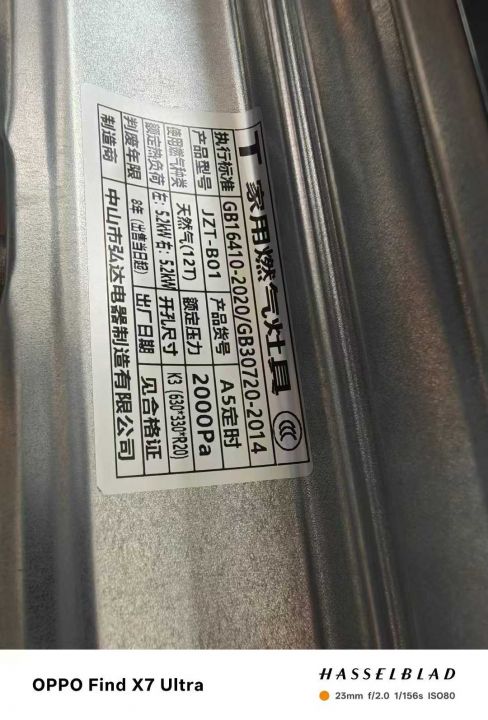 T 家用燃气灶具 CCC
执行标准 GB16410-2020/GB30720-2014
产品型号 JZT-B01 产品货号 A5定时
使用燃气种类 天然气(12T) 额定压力 2000Pa
额定热负荷 左:5.2kW 右:5.2kW 开孔尺寸 K3 (630*330*R20)
判废年限 8年(出售当日起) 出厂日期 见合格证
制造商 中山市弘达电器制造有限公司
OPPO Find X7 Ultra
HASSELBLAD
23mm f/2.0 1/156s ISO80